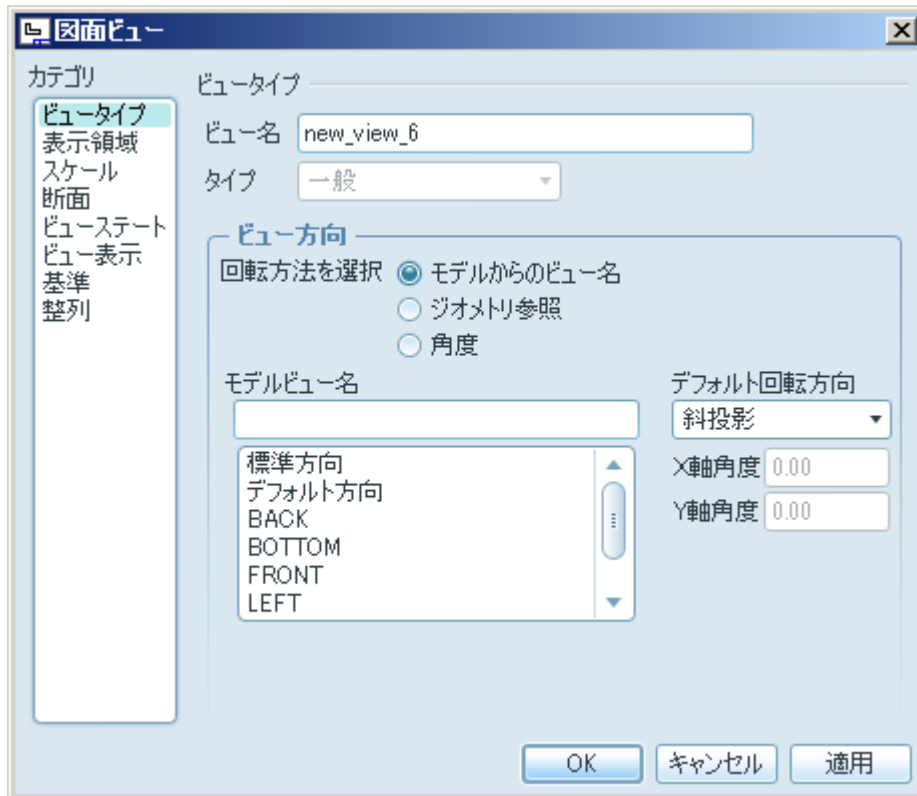 図面ビュー
カテゴリ
ビュータイプ
表示領域
スケール
断面
ビューステート
ビュー表示
基準
整列
ビュータイプ
ビュー名 new_view_6
タイプ 一般
ビュー方向
回転方法を選択 モデルからのビュー名
ジオメトリ参照
角度
モデルビュー名
標準方向
デフォルト方向
BACK
BOTTOM
FRONT
LEFT
デフォルト回転方向
斜投影
X軸角度 0.00
Y軸角度 0.00
OK キャンセル 適用